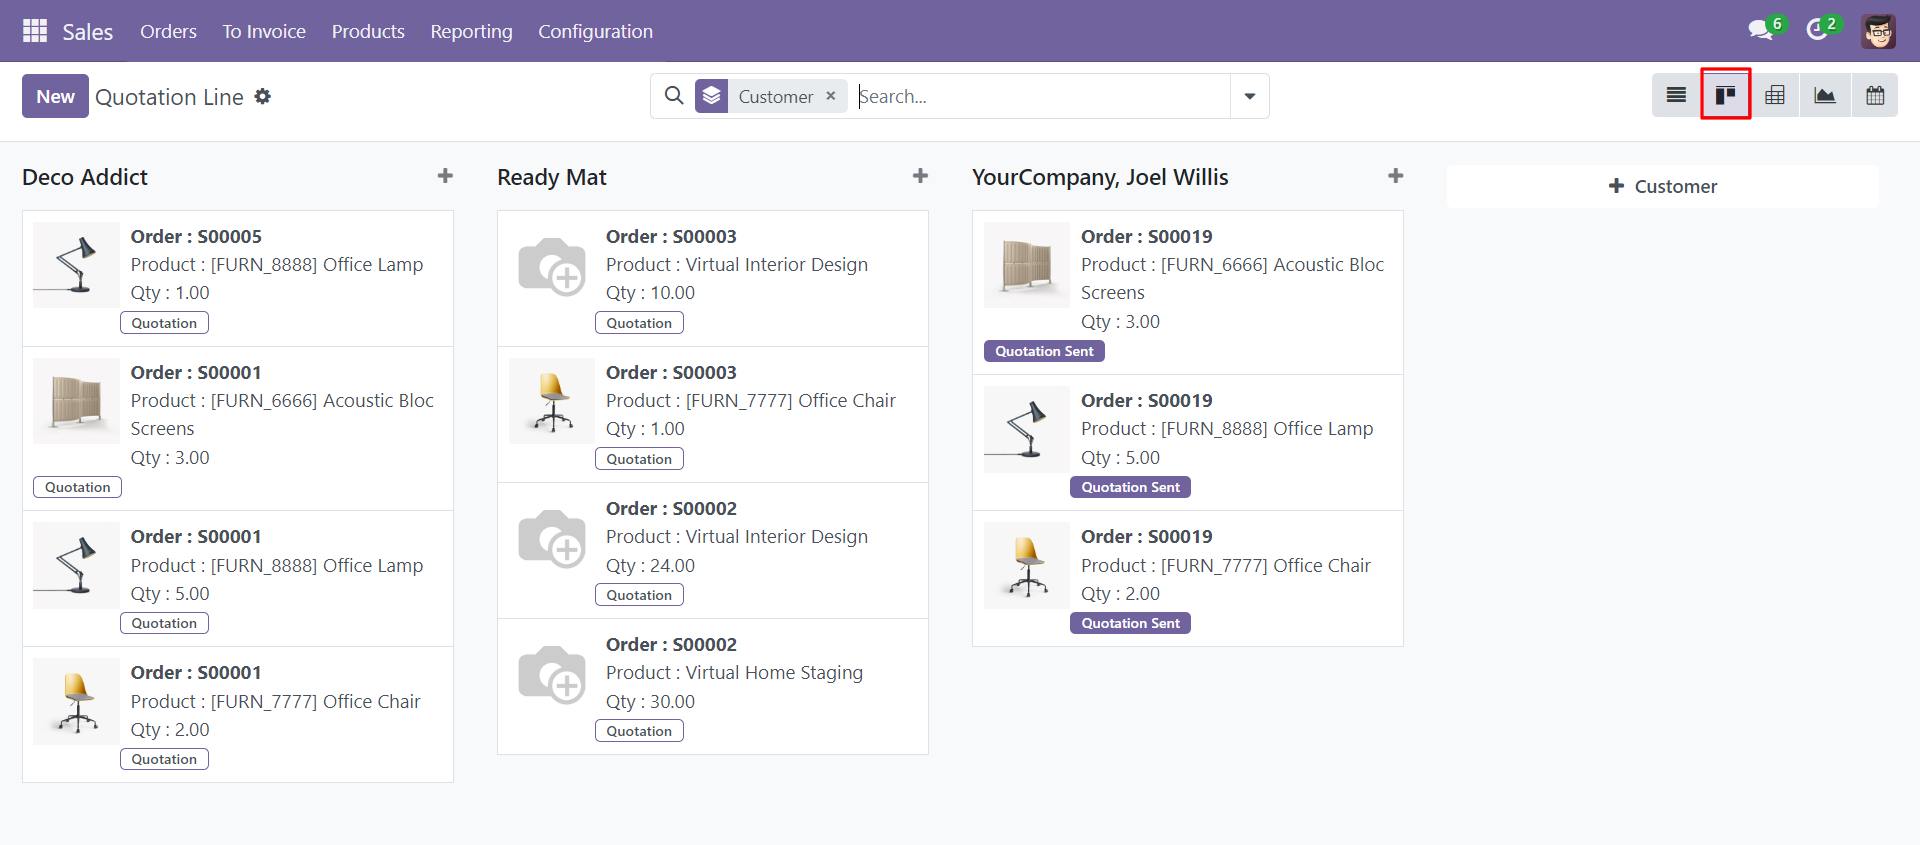 Sales Orders To Invoice Products Reporting Configuration 6 2
New Quotation Line Customer × Search...
Deco Addict
Order : S00005
Product : [FURN_8888] Office Lamp
Qty : 1.00
Quotation
Order : S00001
Product : [FURN_6666] Acoustic Bloc
Screens
Qty : 3.00
Quotation
Order : S00001
Product : [FURN_8888] Office Lamp
Qty : 5.00
Quotation
Order : S00001
Product : [FURN_7777] Office Chair
Qty : 2.00
Quotation
Ready Mat
Order : S00003
Product : Virtual Interior Design
Qty : 10.00
Quotation
Order : S00003
Product : [FURN_7777] Office Chair
Qty : 1.00
Quotation
Order : S00002
Product : Virtual Interior Design
Qty : 24.00
Quotation
Order : S00002
Product : Virtual Home Staging
Qty : 30.00
Quotation
YourCompany, Joel Willis
Order : S00019
Product : [FURN_6666] Acoustic Bloc
Screens
Qty : 3.00
Quotation Sent
Order : S00019
Product : [FURN_8888] Office Lamp
Qty : 5.00
Quotation Sent
Order : S00019
Product : [FURN_7777] Office Chair
Qty : 2.00
Quotation Sent
+ Customer